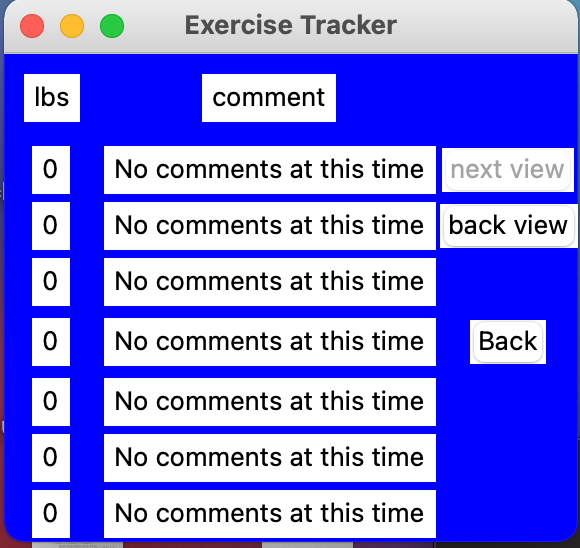 Exercise Tracker
lbs comment
0 No comments at this time next view
0 No comments at this time back view
0 No comments at this time
0 No comments at this time Back
0 No comments at this time
0 No comments at this time
0 No comments at this time